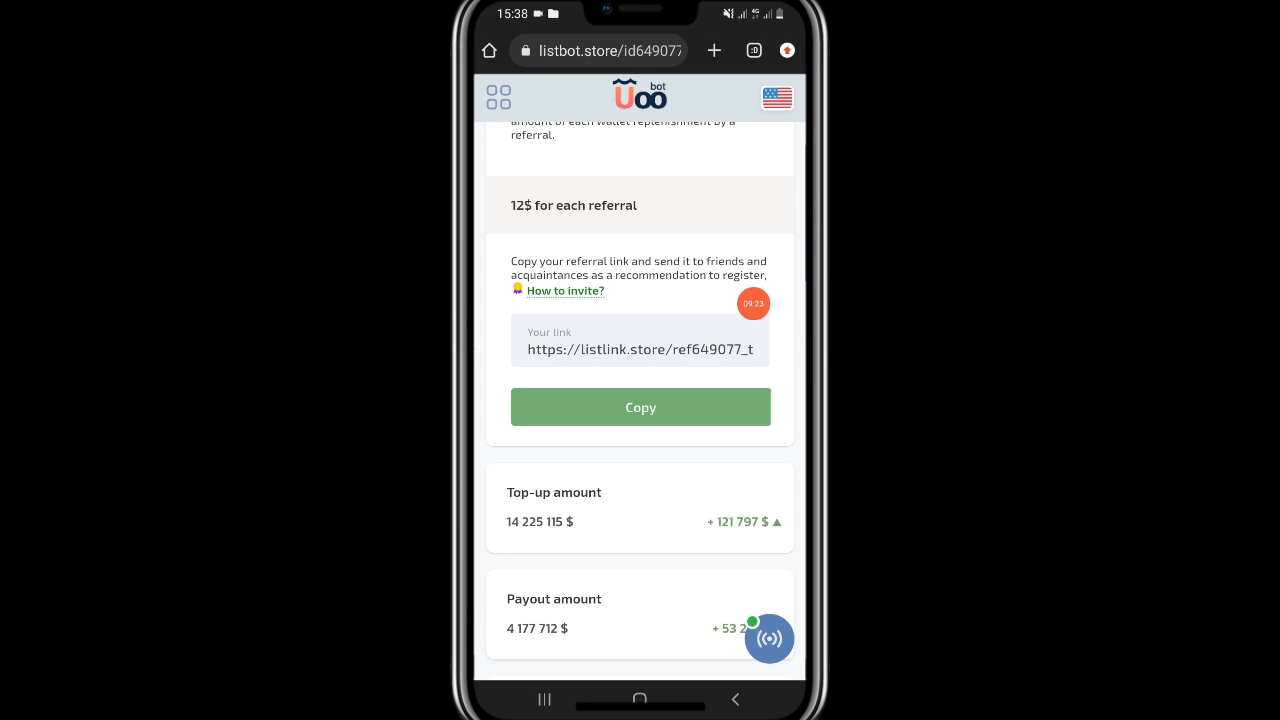 15:38
4G
listbot.store/id649077
:D
Uoo bot
amount of each wallet replenishment by a
referral.
12$ for each referral
Copy your referral link and send it to friends and
acquaintances as a recommendation to register,
How to invite?
09:23
Your link
https://listlink.store/ref649077_t
Copy
Top-up amount
14 225 115 $ + 121 797 $ ▲
Payout amount
4 177 712 $ + 53 2